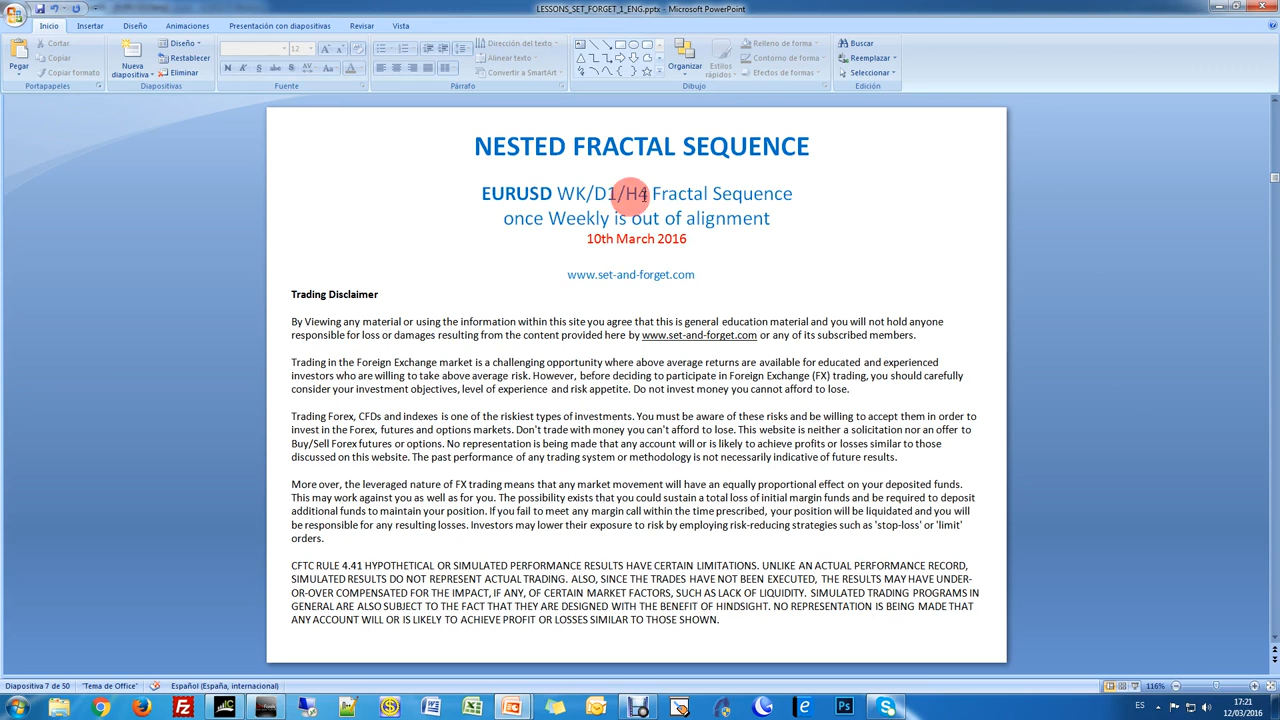 LESSONS_SET_FORGET_1_ENG.pptx - Microsoft PowerPoint
Inicio Insertar Diseño Animaciones Presentación con diapositivas Revisar Vista
Pegar
Cortar
Copiar
Copiar formato
Portapapeles
Nueva diapositiva
Diseño
Restablecer
Eliminar
Diapositivas
12
N K S abc AV Aa A
Fuente
Dirección del texto
Alinear texto
Convertir a SmartArt
Párrafo
Organizar
Estilos rápidos
Relleno de forma
Contorno de forma
Efectos de formas
Dibujo
Buscar
Reemplazar
Seleccionar
Edición
NESTED FRACTAL SEQUENCE
EURUSD WK/D1/H4 Fractal Sequence
once Weekly is out of alignment
10th March 2016
www.set-and-forget.com
Trading Disclaimer
By Viewing any material or using the information within this site you agree that this is general education material and you will not hold anyone
responsible for loss or damages resulting from the content provided here by www.set-and-forget.com or any of its subscribed members.
Trading in the Foreign Exchange market is a challenging opportunity where above average returns are available for educated and experienced
investors who are willing to take above average risk. However, before deciding to participate in Foreign Exchange (FX) trading, you should carefully
consider your investment objectives, level of experience and risk appetite. Do not invest money you cannot afford to lose.
Trading Forex, CFDs and indexes is one of the riskiest types of investments. You must be aware of these risks and be willing to accept them in order to
invest in the Forex, futures and options markets. Don't trade with money you can't afford to lose. This website is neither a solicitation nor an offer to
Buy/Sell Forex futures or options. No representation is being made that any account will or is likely to achieve profits or losses similar to those
discussed on this website. The past performance of any trading system or methodology is not necessarily indicative of future results.
More over, the leveraged nature of FX trading means that any market movement will have an equally proportional effect on your deposited funds.
This may work against you as well as for you. The possibility exists that you could sustain a total loss of initial margin funds and be required to deposit
additional funds to maintain your position. If you fail to meet any margin call within the time prescribed, your position will be liquidated and you will
be responsible for any resulting losses. Investors may lower their exposure to risk by employing risk-reducing strategies such as 'stop-loss' or 'limit'
orders.
CFTC RULE 4.41 HYPOTHETICAL OR SIMULATED PERFORMANCE RESULTS HAVE CERTAIN LIMITATIONS. UNLIKE AN ACTUAL PERFORMANCE RECORD,
SIMULATED RESULTS DO NOT REPRESENT ACTUAL TRADING. ALSO, SINCE THE TRADES HAVE NOT BEEN EXECUTED, THE RESULTS MAY HAVE UNDER-
OR-OVER COMPENSATED FOR THE IMPACT, IF ANY, OF CERTAIN MARKET FACTORS, SUCH AS LACK OF LIQUIDITY. SIMULATED TRADING PROGRAMS IN
GENERAL ARE ALSO SUBJECT TO THE FACT THAT THEY ARE DESIGNED WITH THE BENEFIT OF HINDSIGHT. NO REPRESENTATION IS BEING MADE THAT
ANY ACCOUNT WILL OR IS LIKELY TO ACHIEVE PROFIT OR LOSSES SIMILAR TO THOSE SHOWN.
Diapositiva 7 de 50 "Tema de Office" Español (España, internacional) 116%
ES 17:21
12/03/2016